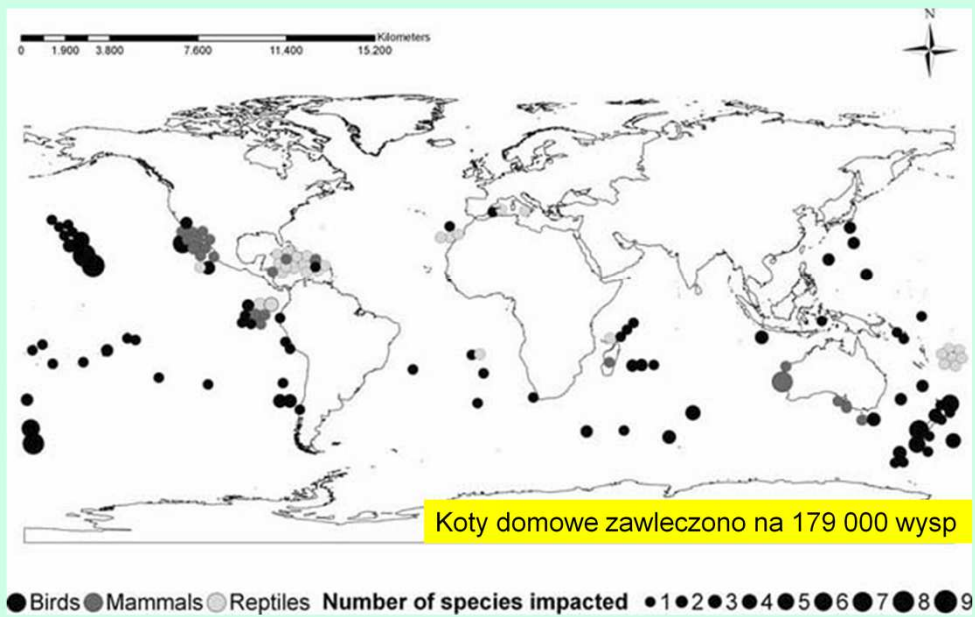 N
Kilometers
0 1.900 3.800 7.600 11.400 15.200
Koty domowe zawleczono na 179 000 wysp
Birds Mammals Reptiles Number of species impacted 1 2 3 4 5 6 7 8 9